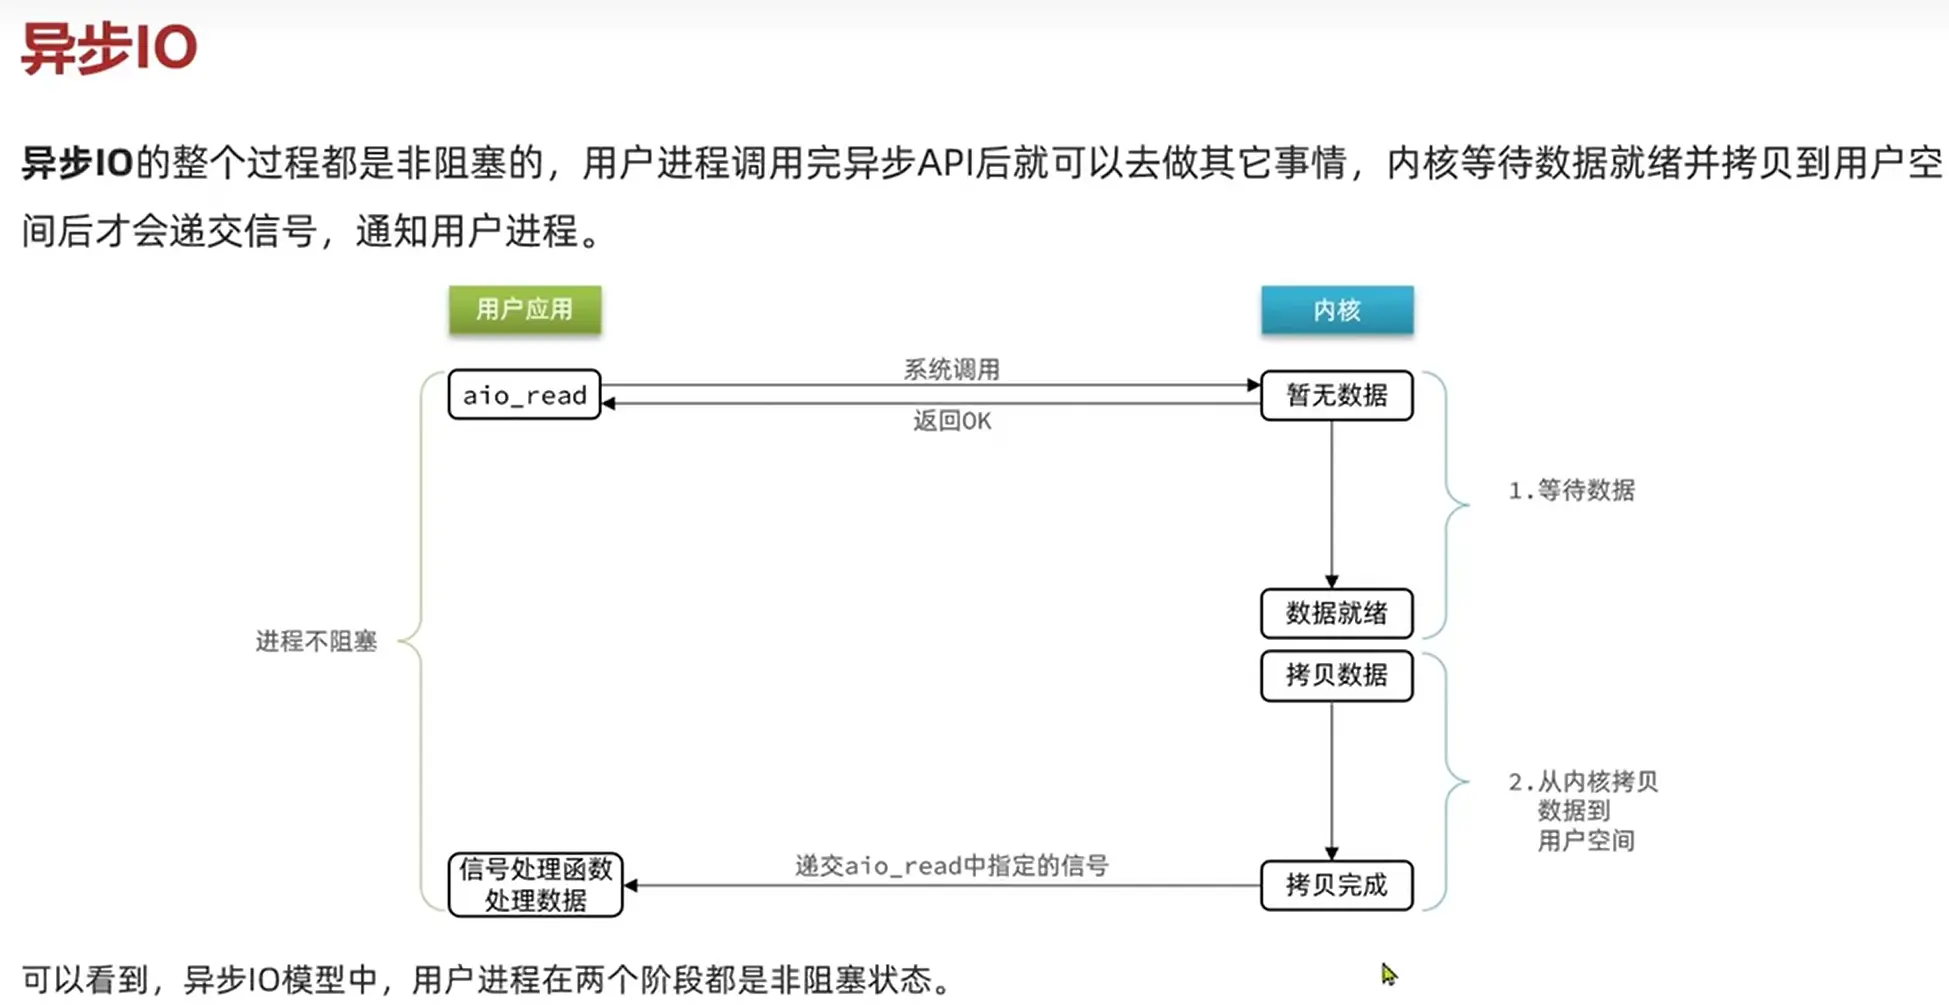 异步IO
异步IO的整个过程都是非阻塞的，用户进程调用完异步API后就可以去做其它事情，内核等待数据就绪并拷贝到用户空
间后才会递交信号，通知用户进程。
用户应用
内核
系统调用
aio_read
暂无数据
返回OK
1.等待数据
数据就绪
进程不阻塞
拷贝数据
2.从内核拷贝
数据到
用户空间
信号处理函数
处理数据
递交aio_read中指定的信号
拷贝完成
可以看到，异步IO模型中，用户进程在两个阶段都是非阻塞状态。